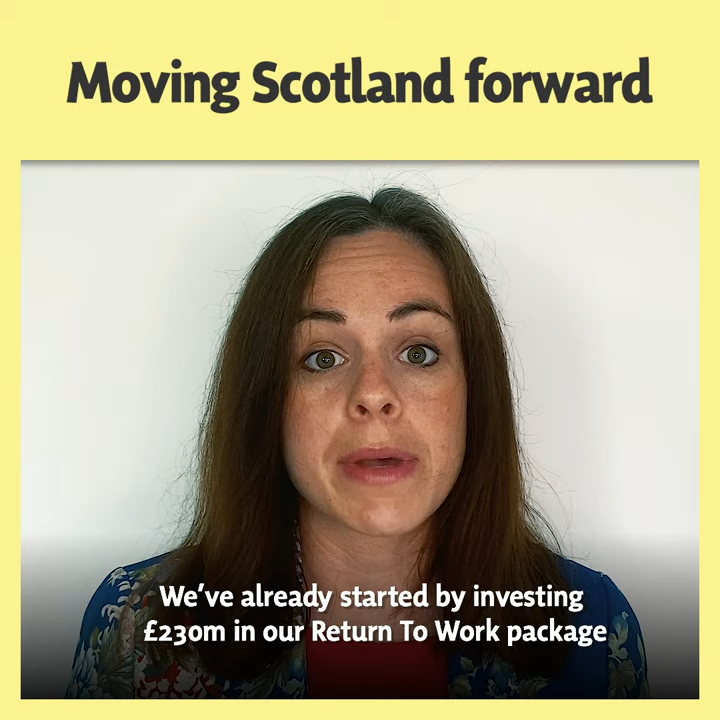 Moving Scotland forward
We’ve already started by investing
£230m in our Return To Work package